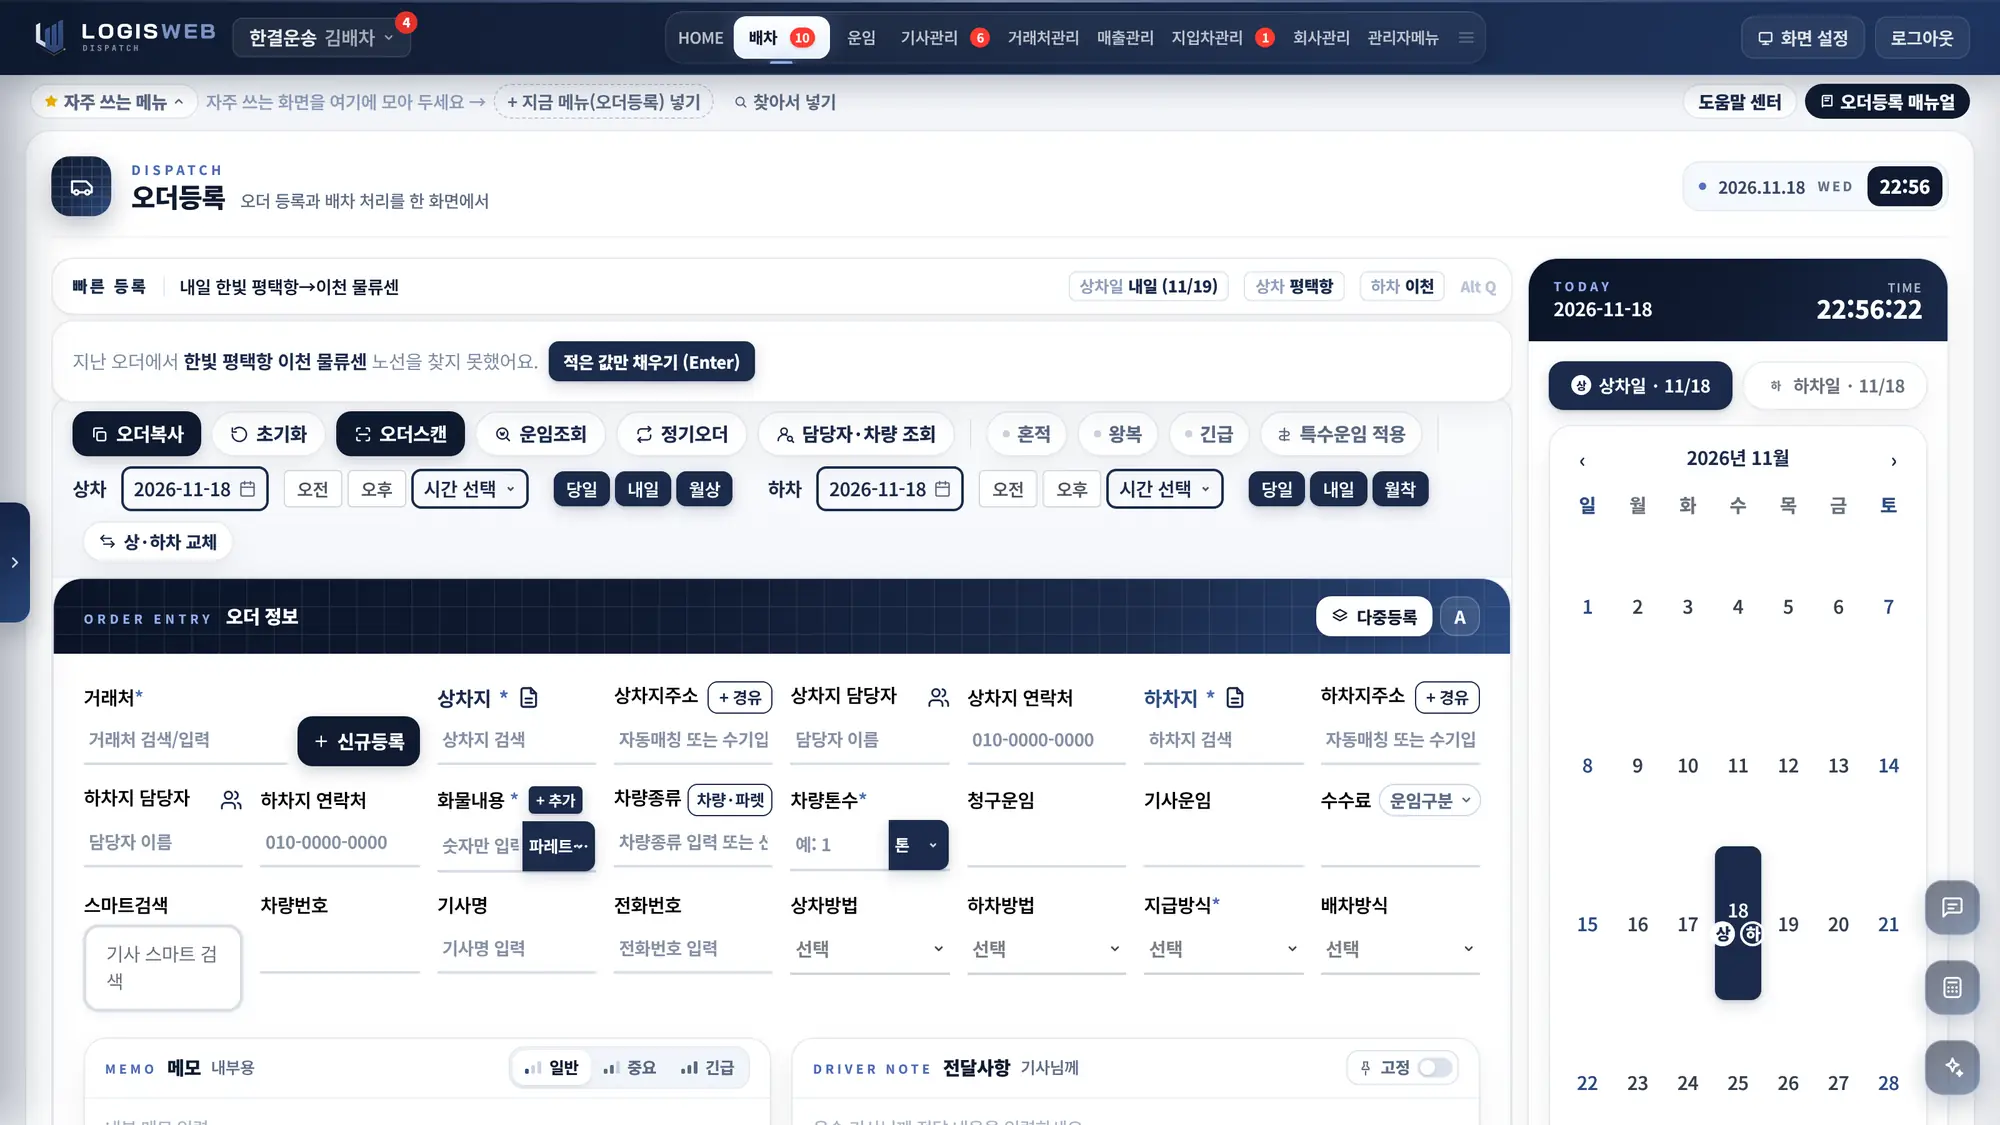 LOGISWEB
DISPATCH
한결운송 김배차
4
HOME
배차 10
운임
기사관리 6
거래처관리
매출관리
지입차관리 1
회사관리
관리자메뉴
화면 설정
로그아웃
자주 쓰는 메뉴
자주 쓰는 화면을 여기에 모아 두세요 →
+ 지금 메뉴(오더등록) 넣기
찾아서 넣기
도움말 센터
오더등록 매뉴얼
DISPATCH
오더등록 오더 등록과 배차 처리를 한 화면에서
2026.11.18 WED 22:56
빠른 등록
내일 한빛 평택항→이천 물류센
상차일 내일 (11/19)
상차 평택항
하차 이천
Alt Q
지난 오더에서 한빛 평택항 이천 물류센 노선을 찾지 못했어요.
적은 값만 채우기 (Enter)
오더복사
초기화
오더스캔
운임조회
정기오더
담당자·차량 조회
혼적
왕복
긴급
특수운임 적용
상차 2026-11-18 오전 오후 시간 선택 당일 내일 월상
하차 2026-11-18 오전 오후 시간 선택 당일 내일 월착
상·하차 교체
ORDER ENTRY 오더 정보
다중등록
A
거래처*
거래처 검색/입력
+ 신규등록
상차지 *
상차지 검색
상차지주소 + 경유
자동매칭 또는 수기입
상차지 담당자
담당자 이름
상차지 연락처
010-0000-0000
하차지 *
하차지 검색
하차지주소 + 경유
자동매칭 또는 수기입
하차지 담당자
담당자 이름
하차지 연락처
010-0000-0000
화물내용 * + 추가
숫자만 입력
파레트
차량종류 차량·파렛
차량종류 입력 또는
차량톤수*
예: 1
톤
청구운임
기사운임
수수료 운임구분
스마트검색
기사 스마트 검
색
차량번호
기사명
기사명 입력
전화번호
전화번호 입력
상차방법
선택
하차방법
선택
지급방식*
선택
배차방식
선택
MEMO 메모 내부용
일반
중요
긴급
DRIVER NOTE 전달사항 기사님께
고정
TODAY
2026-11-18
TIME
22:56:22
상 상차일 · 11/18
하 하차일 · 11/18
‹ 2026년 11월 ›
일 월 화 수 목 금 토
1 2 3 4 5 6 7
8 9 10 11 12 13 14
15 16 17 18 19 20 21
상 하
22 23 24 25 26 27 28